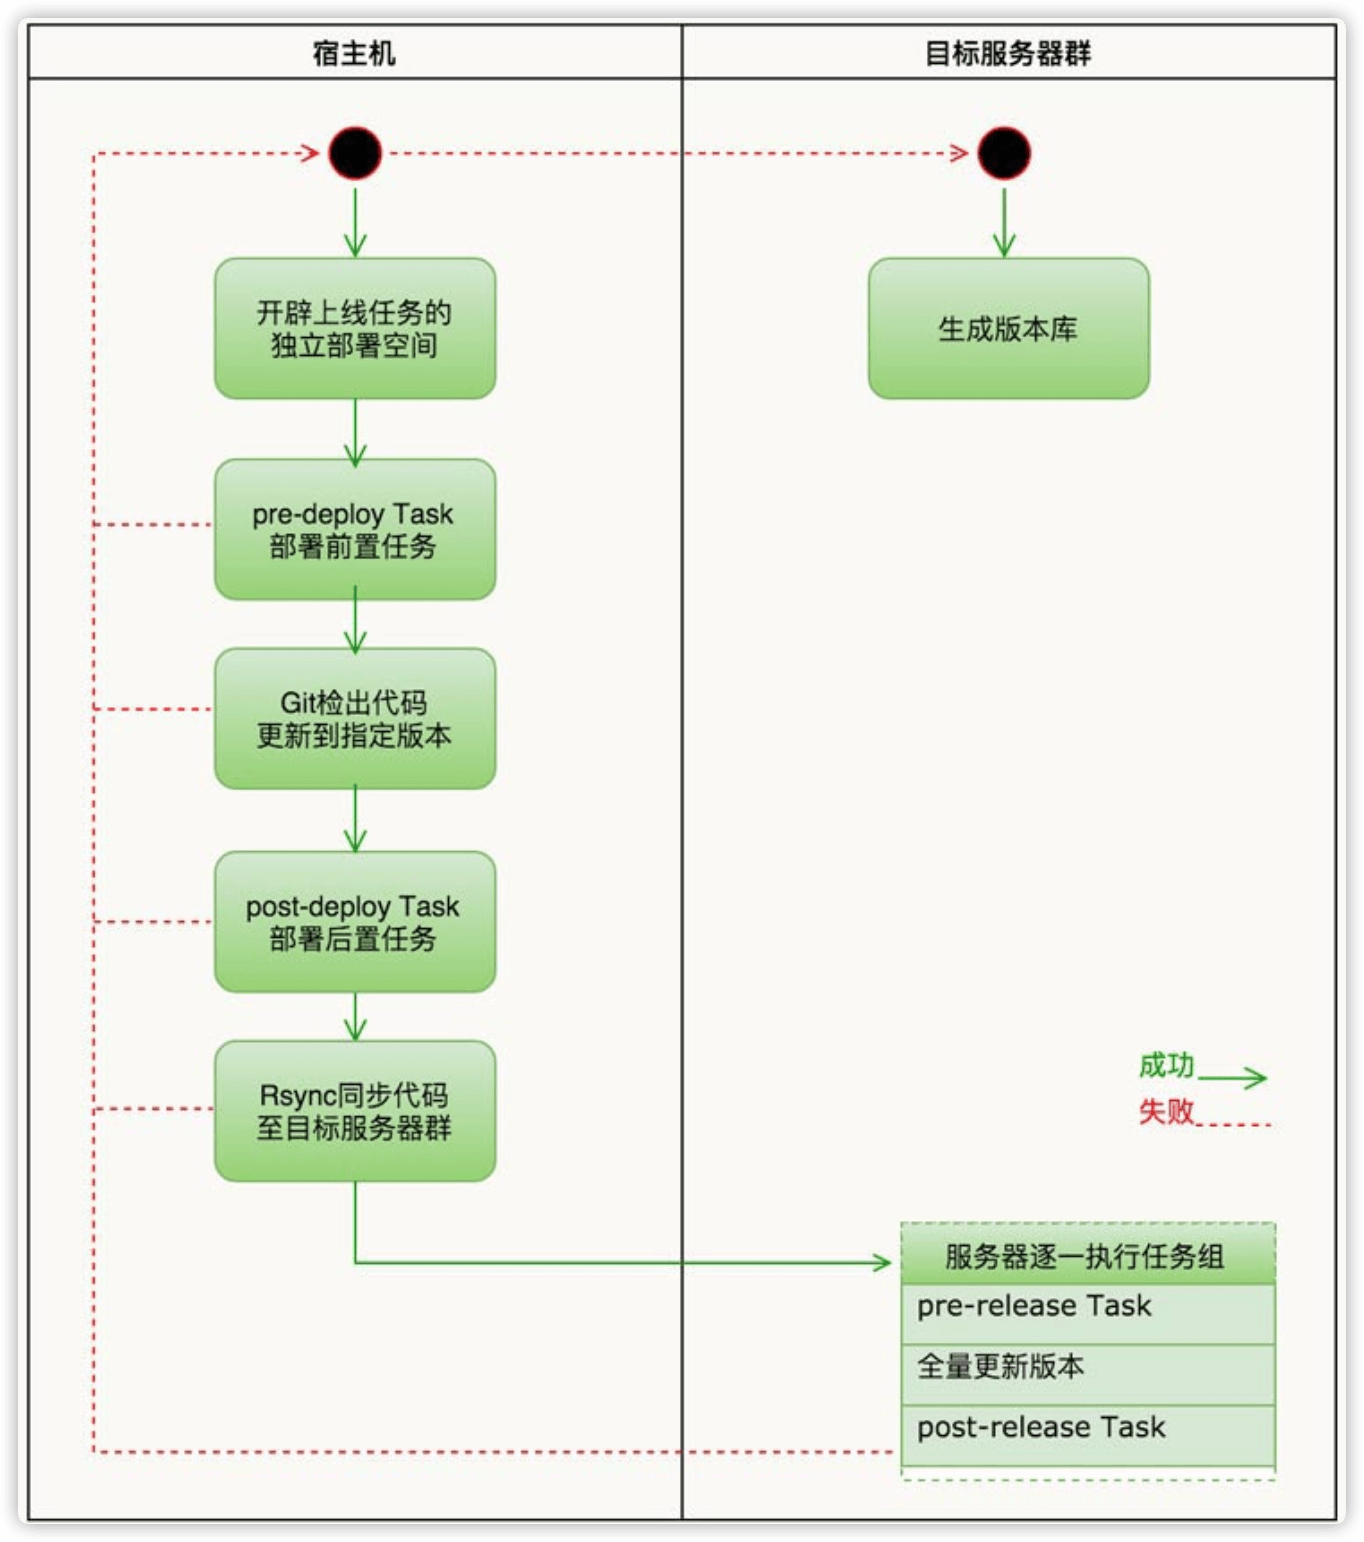 宿主机
目标服务器群
开辟上线任务的
独立部署空间
生成版本库
pre-deploy Task
部署前置任务
Git检出代码
更新到指定版本
post-deploy Task
部署后置任务
Rsync同步代码
至目标服务器群
成功
失败
服务器逐一执行任务组
pre-release Task
全量更新版本
post-release Task